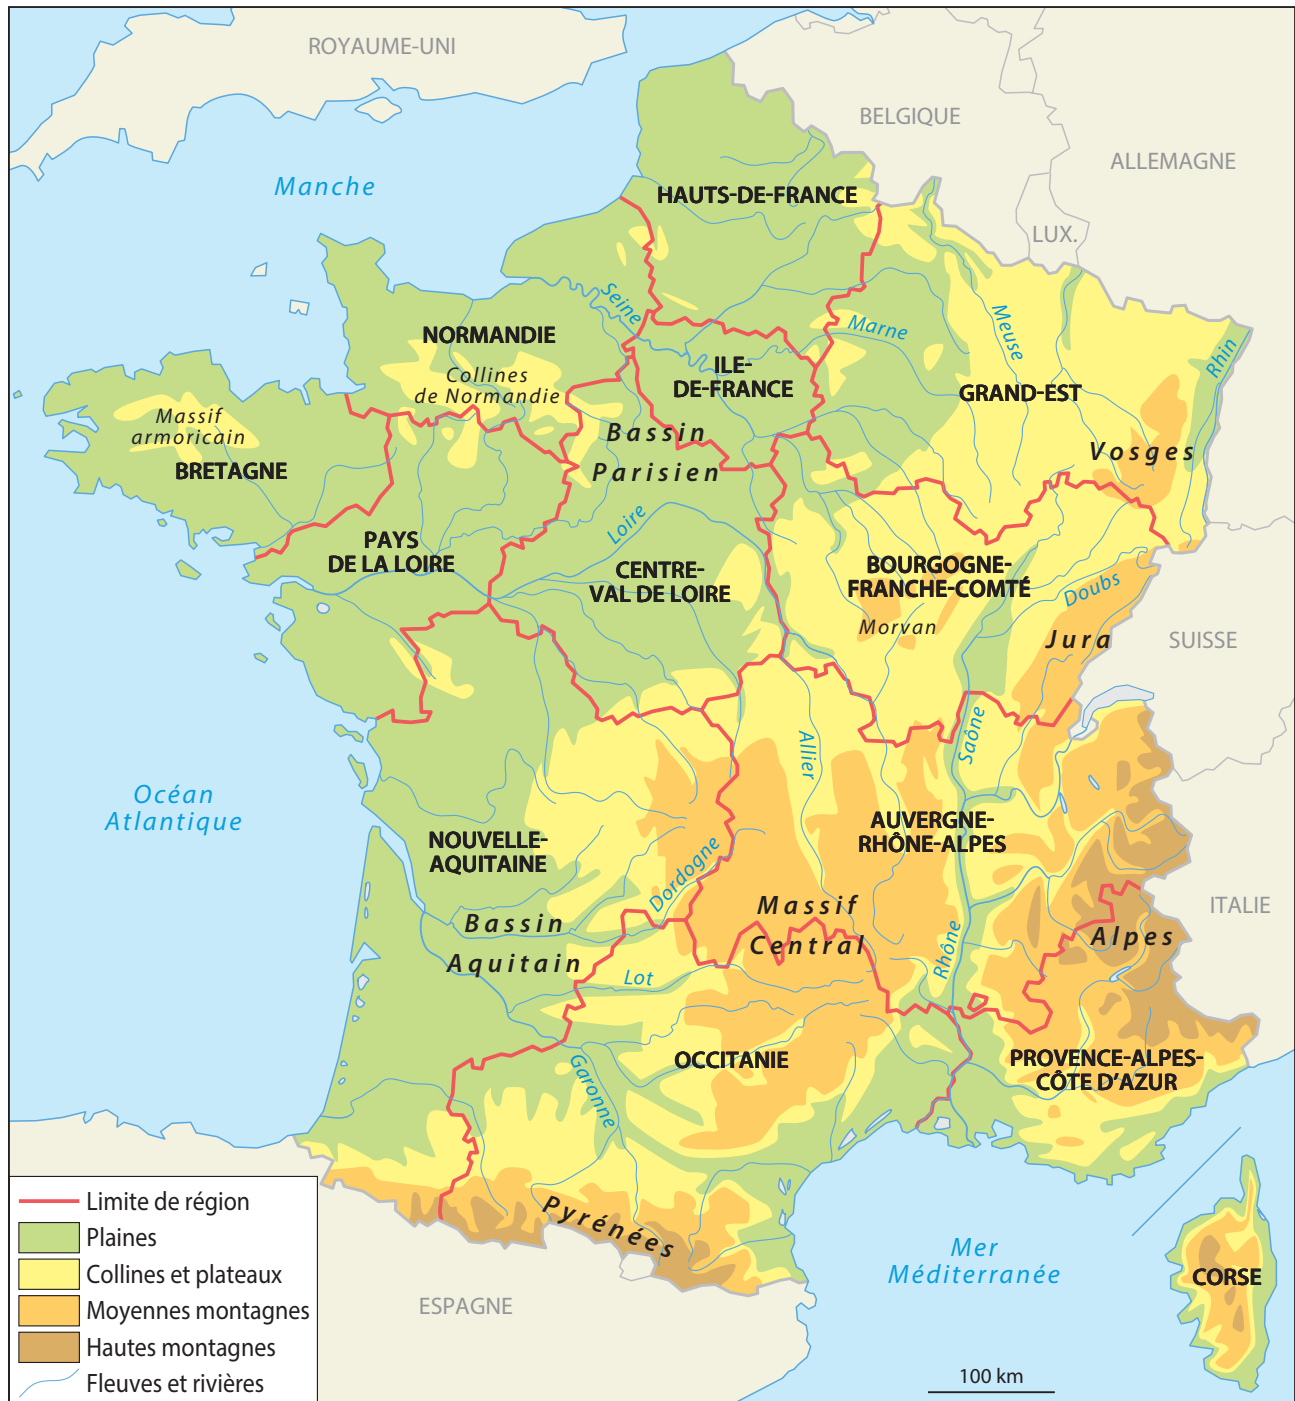 ROYAUME-UNI
BELGIQUE
ALLEMAGNE
Manche
HAUTS-DE-FRANCE
LUX.
Seine
Marne
Meuse
Rhin
NORMANDIE
Collines
de Normandie
ILE-
DE-FRANCE
GRAND-EST
Massif
armoricain
BRETAGNE
Bassin
Parisien
Vosges
Loire
PAYS
DE LA LOIRE
CENTRE-
VAL DE LOIRE
BOURGOGNE-
FRANCHE-COMTÉ
Doubs
Morvan
Jura
SUISSE
Saône
Allier
Océan
Atlantique
NOUVELLE-
AQUITAINE
AUVERGNE-
RHÔNE-ALPES
Dordogne
Massif
Central
Bassin
Aquitain
ITALIE
Alpes
Rhône
Lot
OCCITANIE
PROVENCE-ALPES-
CÔTE D'AZUR
Garonne
Pyrénées
Mer
Méditerranée
CORSE
ESPAGNE
Limite de région
Plaines
Collines et plateaux
Moyennes montagnes
Hautes montagnes
Fleuves et rivières
100 km